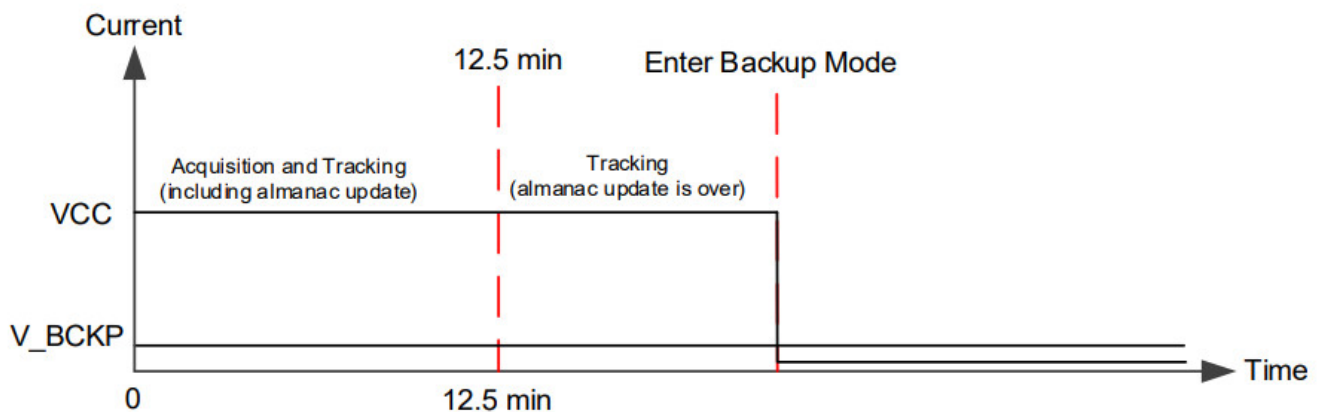 Current
12.5 min
Enter Backup Mode
Acquisition and Tracking
(including almanac update)
Tracking
(almanac update is over)
VCC
V_BCKP
Time
0
12.5 min